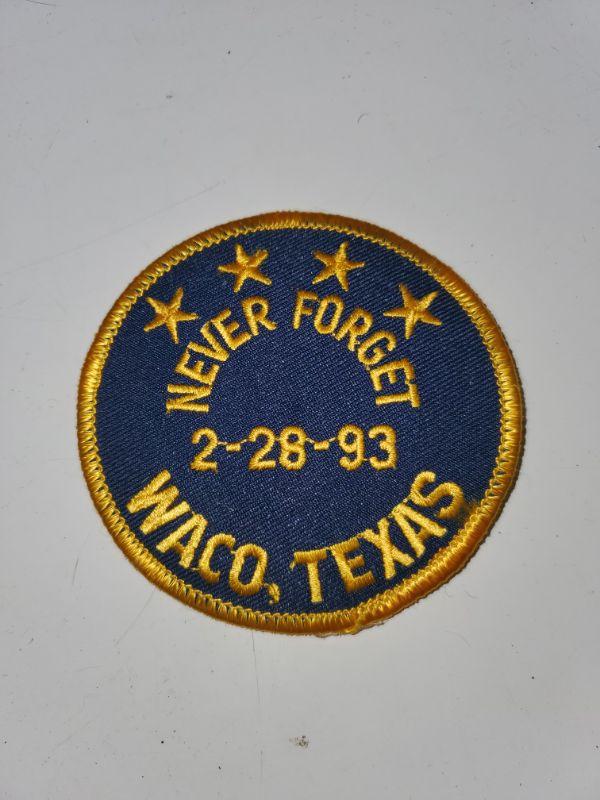 NEVER FORGET
2-28-93
WACO, TEXAS